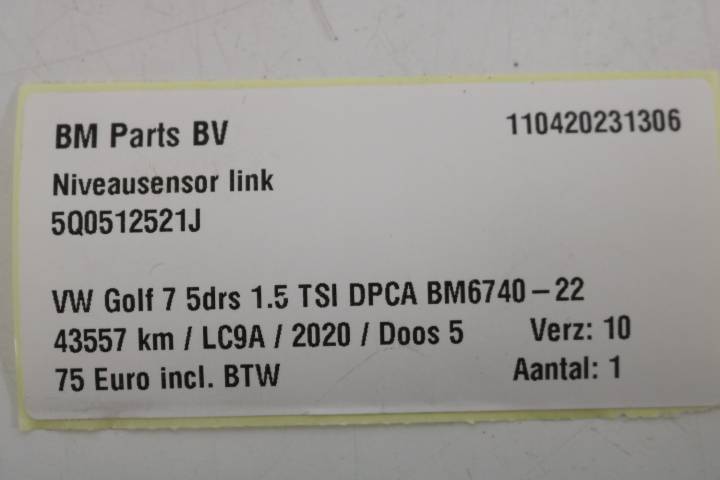 BM Parts BV 110420231306
Niveausensor link
5Q0512521J
VW Golf 7 5drs 1.5 TSI DPCA BM6740-22
43557 km / LC9A / 2020 / Doos 5 Verz: 10
75 Euro incl. BTW Aantal: 1